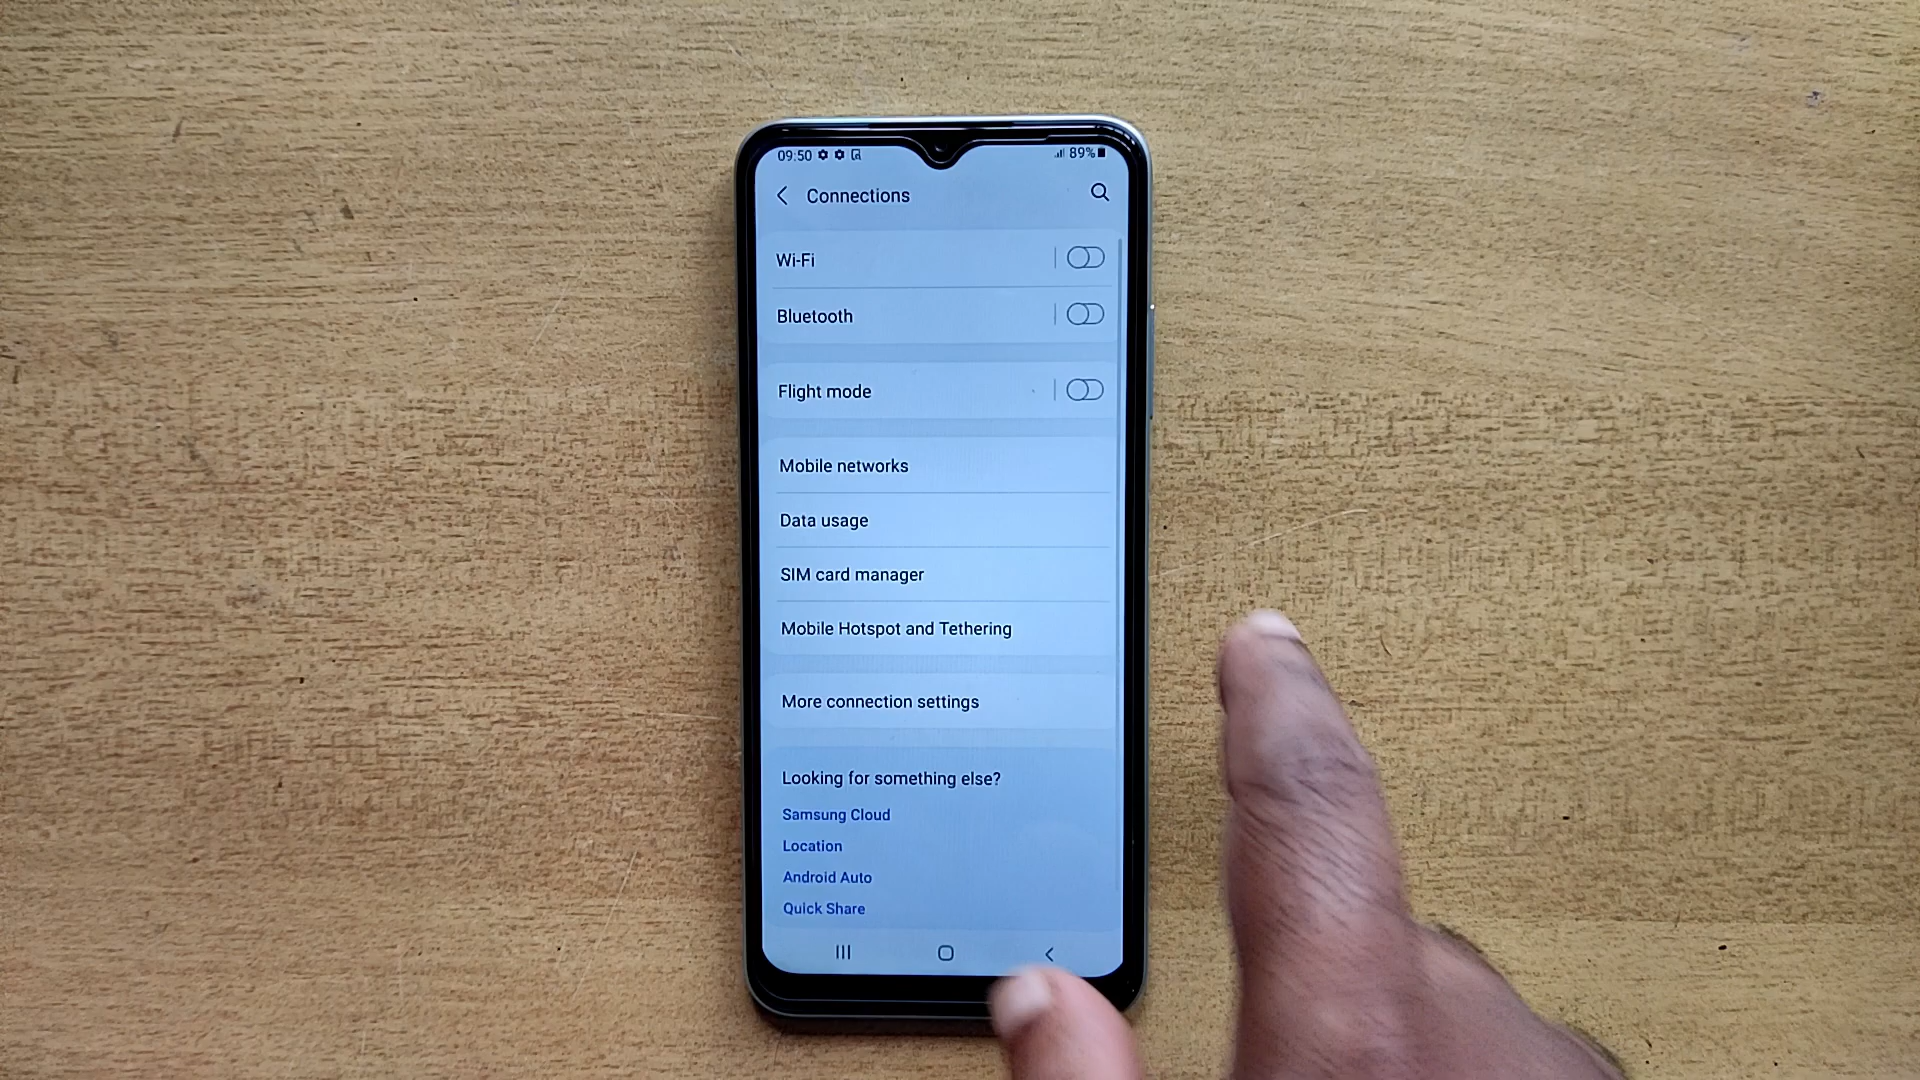 09:50 89%
Connections
Wi-Fi
Bluetooth
Flight mode
Mobile networks
Data usage
SIM card manager
Mobile Hotspot and Tethering
More connection settings
Looking for something else?
Samsung Cloud
Location
Android Auto
Quick Share